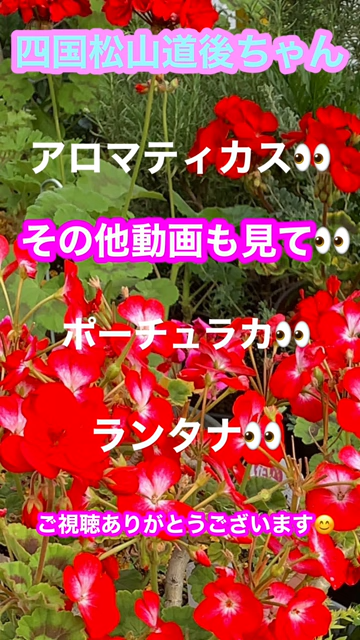 四国松山道後ちゃん
アロマティカス👀
その他動画も見て👀
ポーチュラカ👀
ランタナ👀
ご視聴ありがとうございます😊